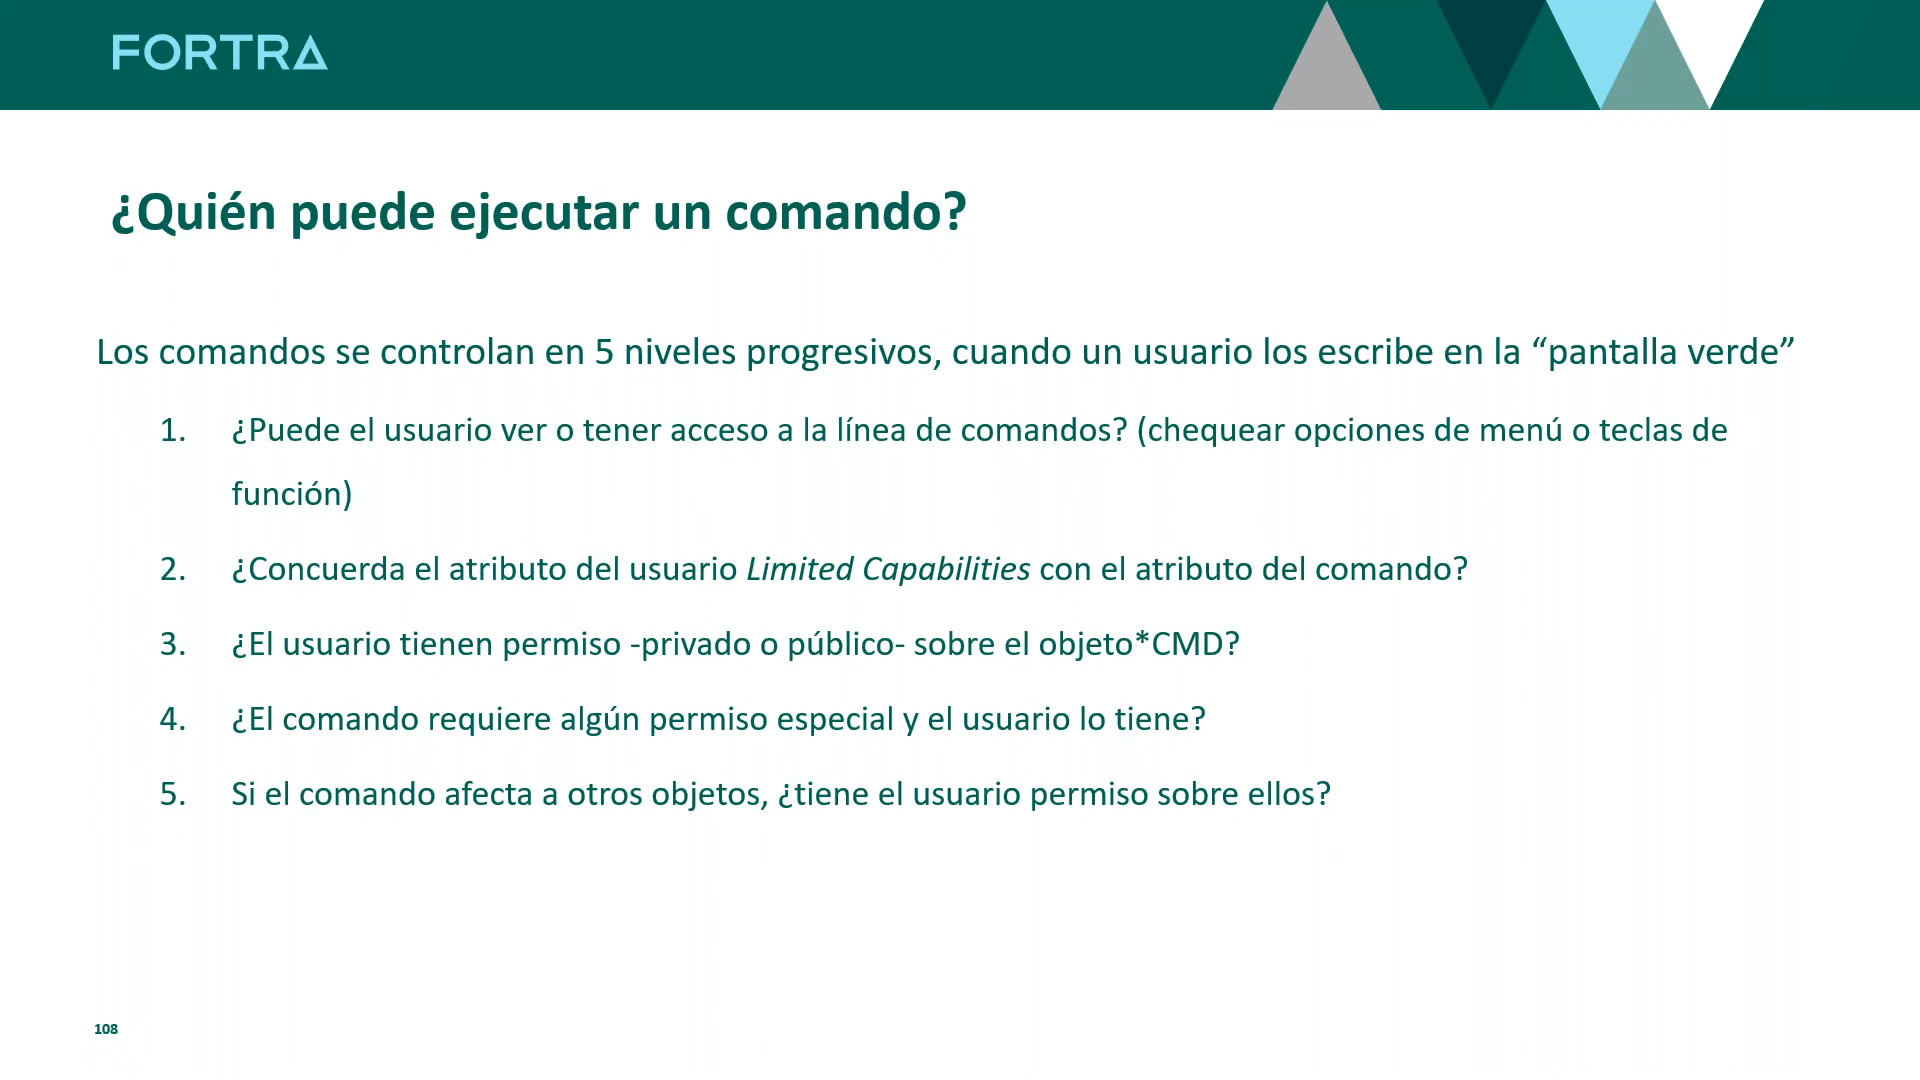 FORTRA
¿Quién puede ejecutar un comando?
Los comandos se controlan en 5 niveles progresivos, cuando un usuario los escribe en la “pantalla verde”
1. ¿Puede el usuario ver o tener acceso a la línea de comandos? (chequear opciones de menú o teclas de
función)
2. ¿Concuerda el atributo del usuario Limited Capabilities con el atributo del comando?
3. ¿El usuario tienen permiso -privado o público- sobre el objeto*CMD?
4. ¿El comando requiere algún permiso especial y el usuario lo tiene?
5. Si el comando afecta a otros objetos, ¿tiene el usuario permiso sobre ellos?
108